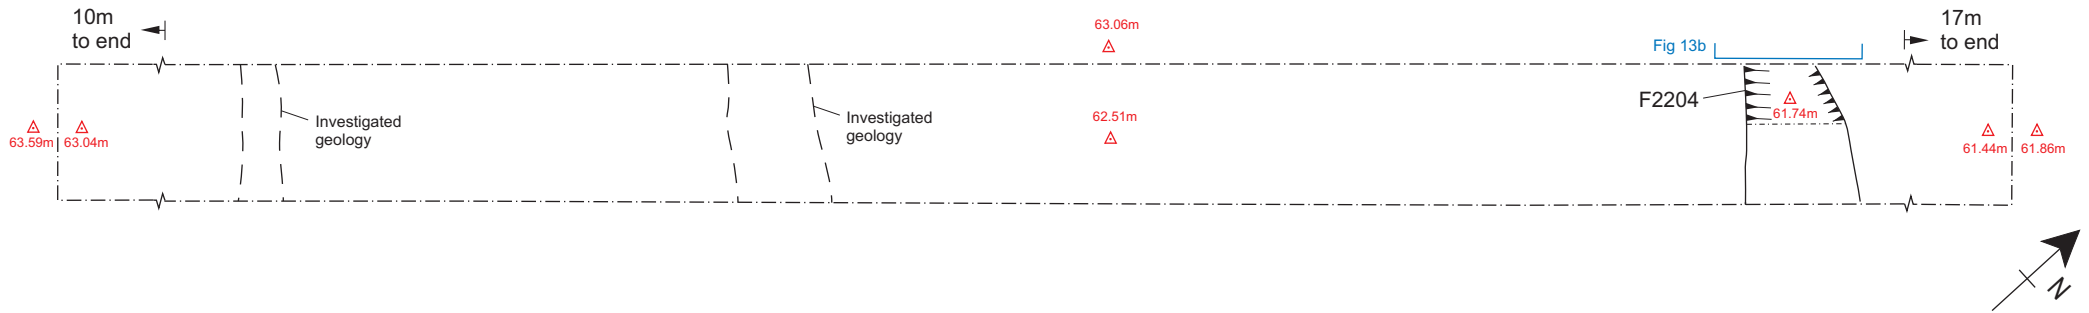 10m
to end
63.06m
17m
to end
Fig 13b
F2204
Investigated
geology
Investigated
geology
62.51m
61.74m
63.59m
63.04m
61.44m
61.86m
N